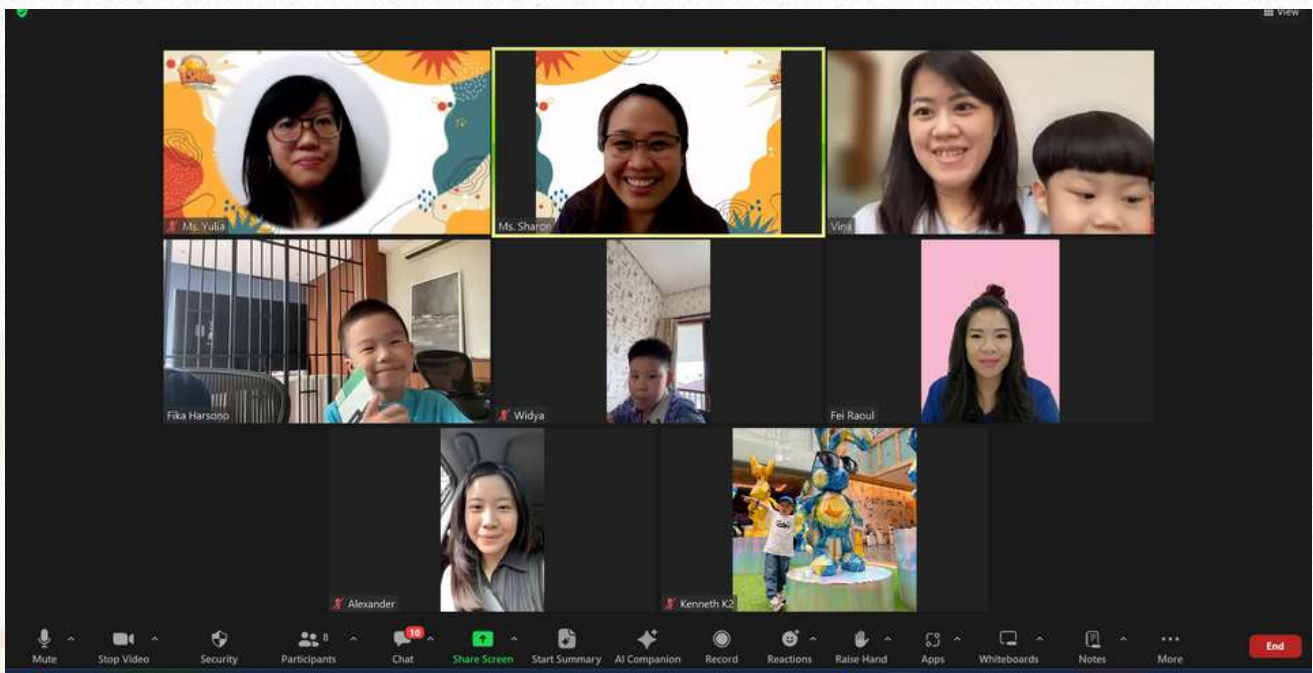 View
Ms. Yulia
Ms. Sharon
Vina
Fika Harsono
Widya
Fei Raoul
Alexander
Kenneth K2
Mute
Stop Video
Security
8
Participants
10
Chat
Share Screen
Start Summary
AI Companion
Record
Reactions
Raise Hand
Apps
Whiteboards
Notes
More
End